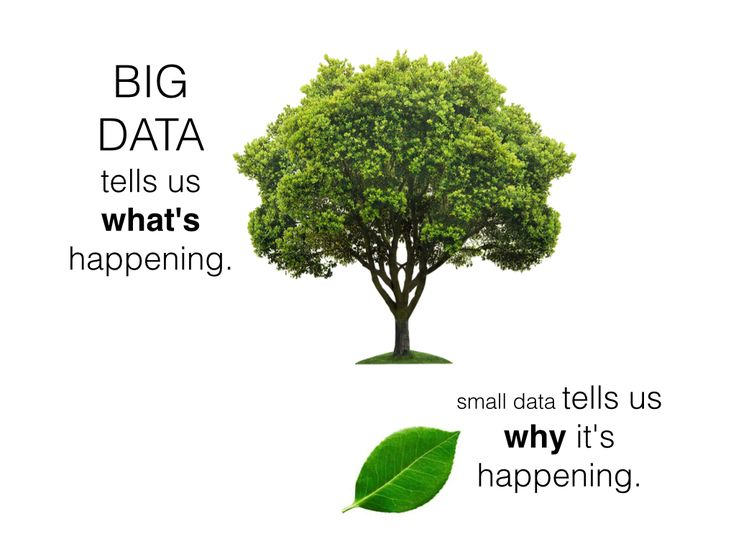 BIG
DATA
tells us
what's
happening.
small data tells us
why it's
happening.